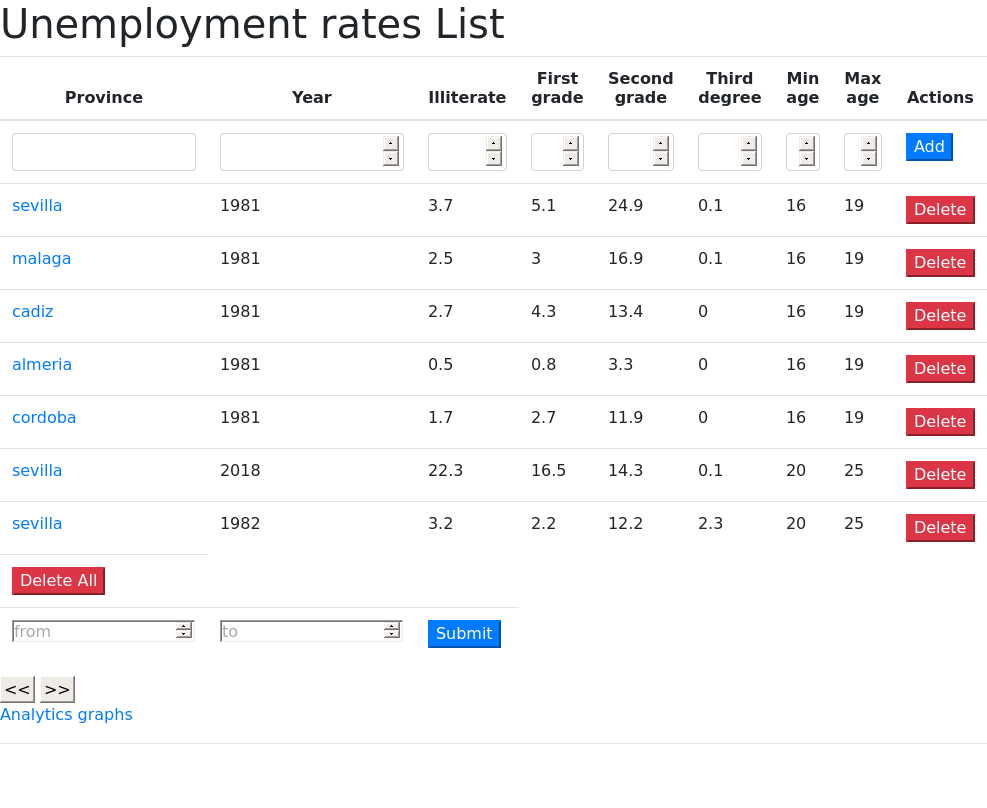 Unemployment rates List
Province Year Illiterate First grade Second grade Third degree Min age Max age Actions
Add
sevilla 1981 3.7 5.1 24.9 0.1 16 19 Delete
malaga 1981 2.5 3 16.9 0.1 16 19 Delete
cadiz 1981 2.7 4.3 13.4 0 16 19 Delete
almeria 1981 0.5 0.8 3.3 0 16 19 Delete
cordoba 1981 1.7 2.7 11.9 0 16 19 Delete
sevilla 2018 22.3 16.5 14.3 0.1 20 25 Delete
sevilla 1982 3.2 2.2 12.2 2.3 20 25 Delete
Delete All
from to Submit
<< >>
Analytics graphs